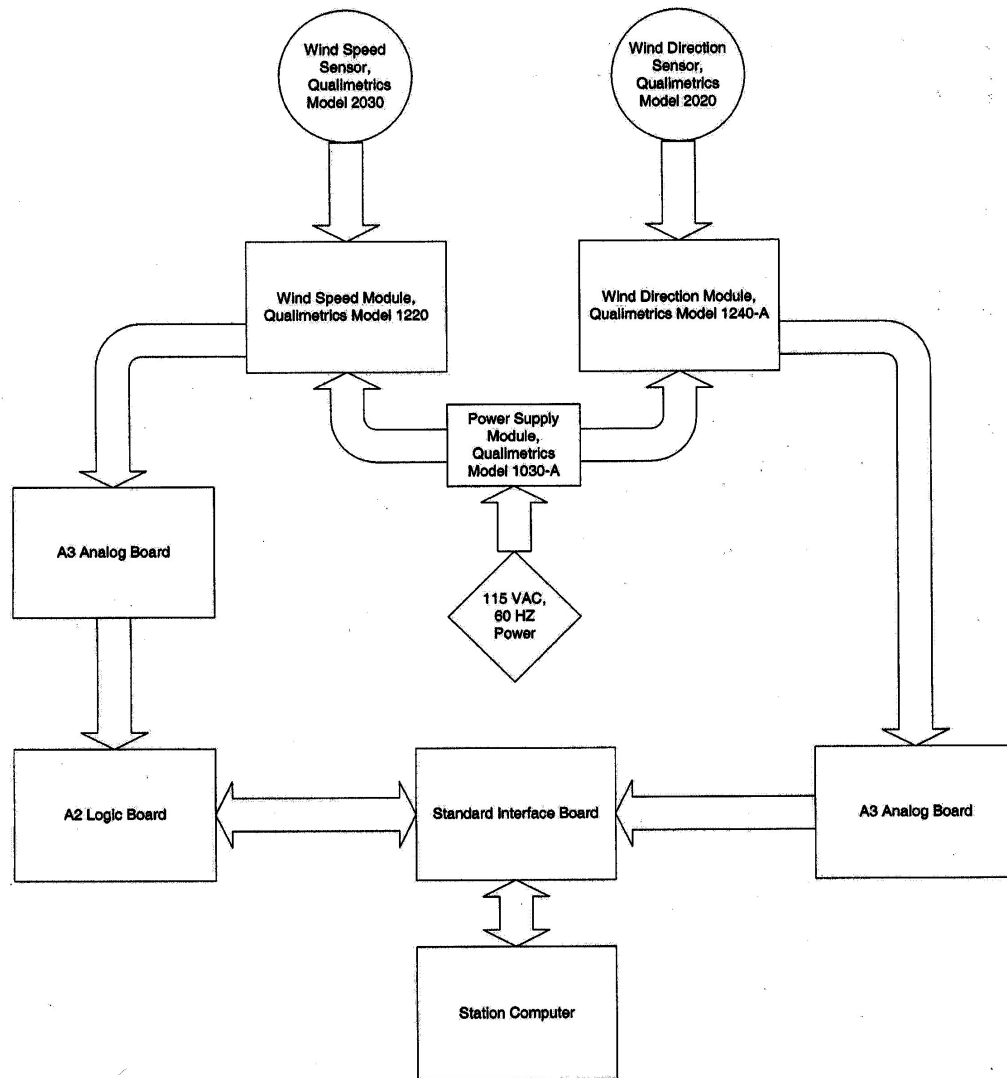 Wind Speed
Sensor,
Qualimetrics
Model 2030
Wind Direction
Sensor,
Qualimetrics
Model 2020
Wind Speed Module,
Qualimetrics Model 1220
Wind Direction Module,
Qualimetrics Model 1240-A
Power Supply
Module,
Qualimetrics
Model 1030-A
A3 Analog Board
115 VAC,
60 HZ
Power
A2 Logic Board
Standard Interface Board
A3 Analog Board
Station Computer